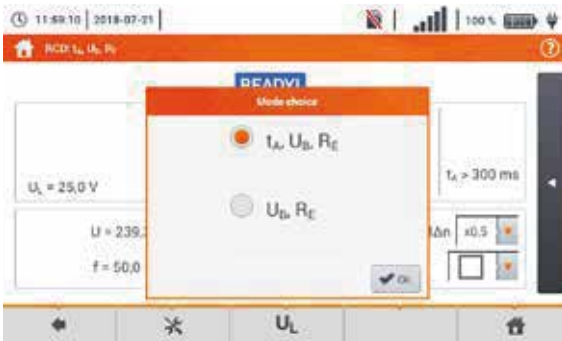 11:59:10 | 2018-07-21 | 100 %
RCD: tA, UB, RE
READY!
Mode choice
tA, UB, RE
UB, RE
tA > 300 ms
UL = 25,0 V
U = 239,
IΔn x0.5
f = 50,0
OK
UL